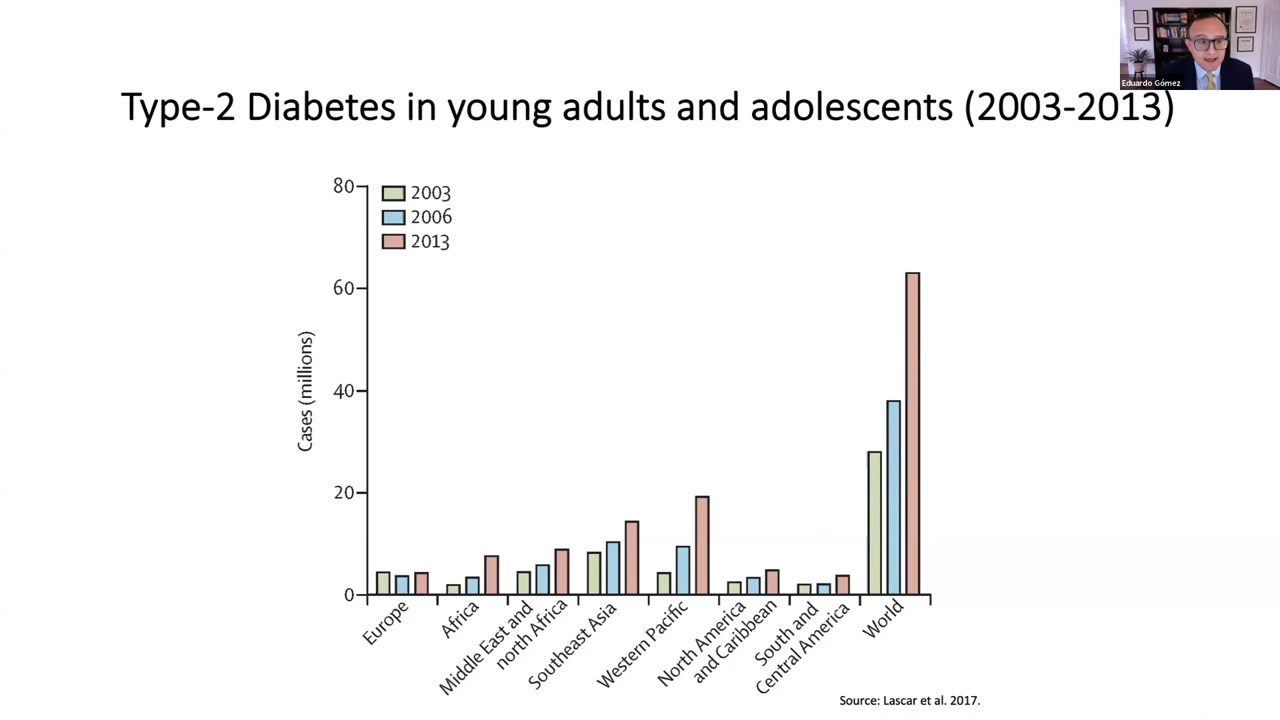 Eduardo Gómez
Type-2 Diabetes in young adults and adolescents (2003-2013)
80
60
40
20
0
Cases (millions)
2003
2006
2013
Europe
Africa
Middle East and
north Africa
Southeast Asia
Western Pacific
North America
and Caribbean
South and
Central America
World
Source: Lascar et al. 2017.